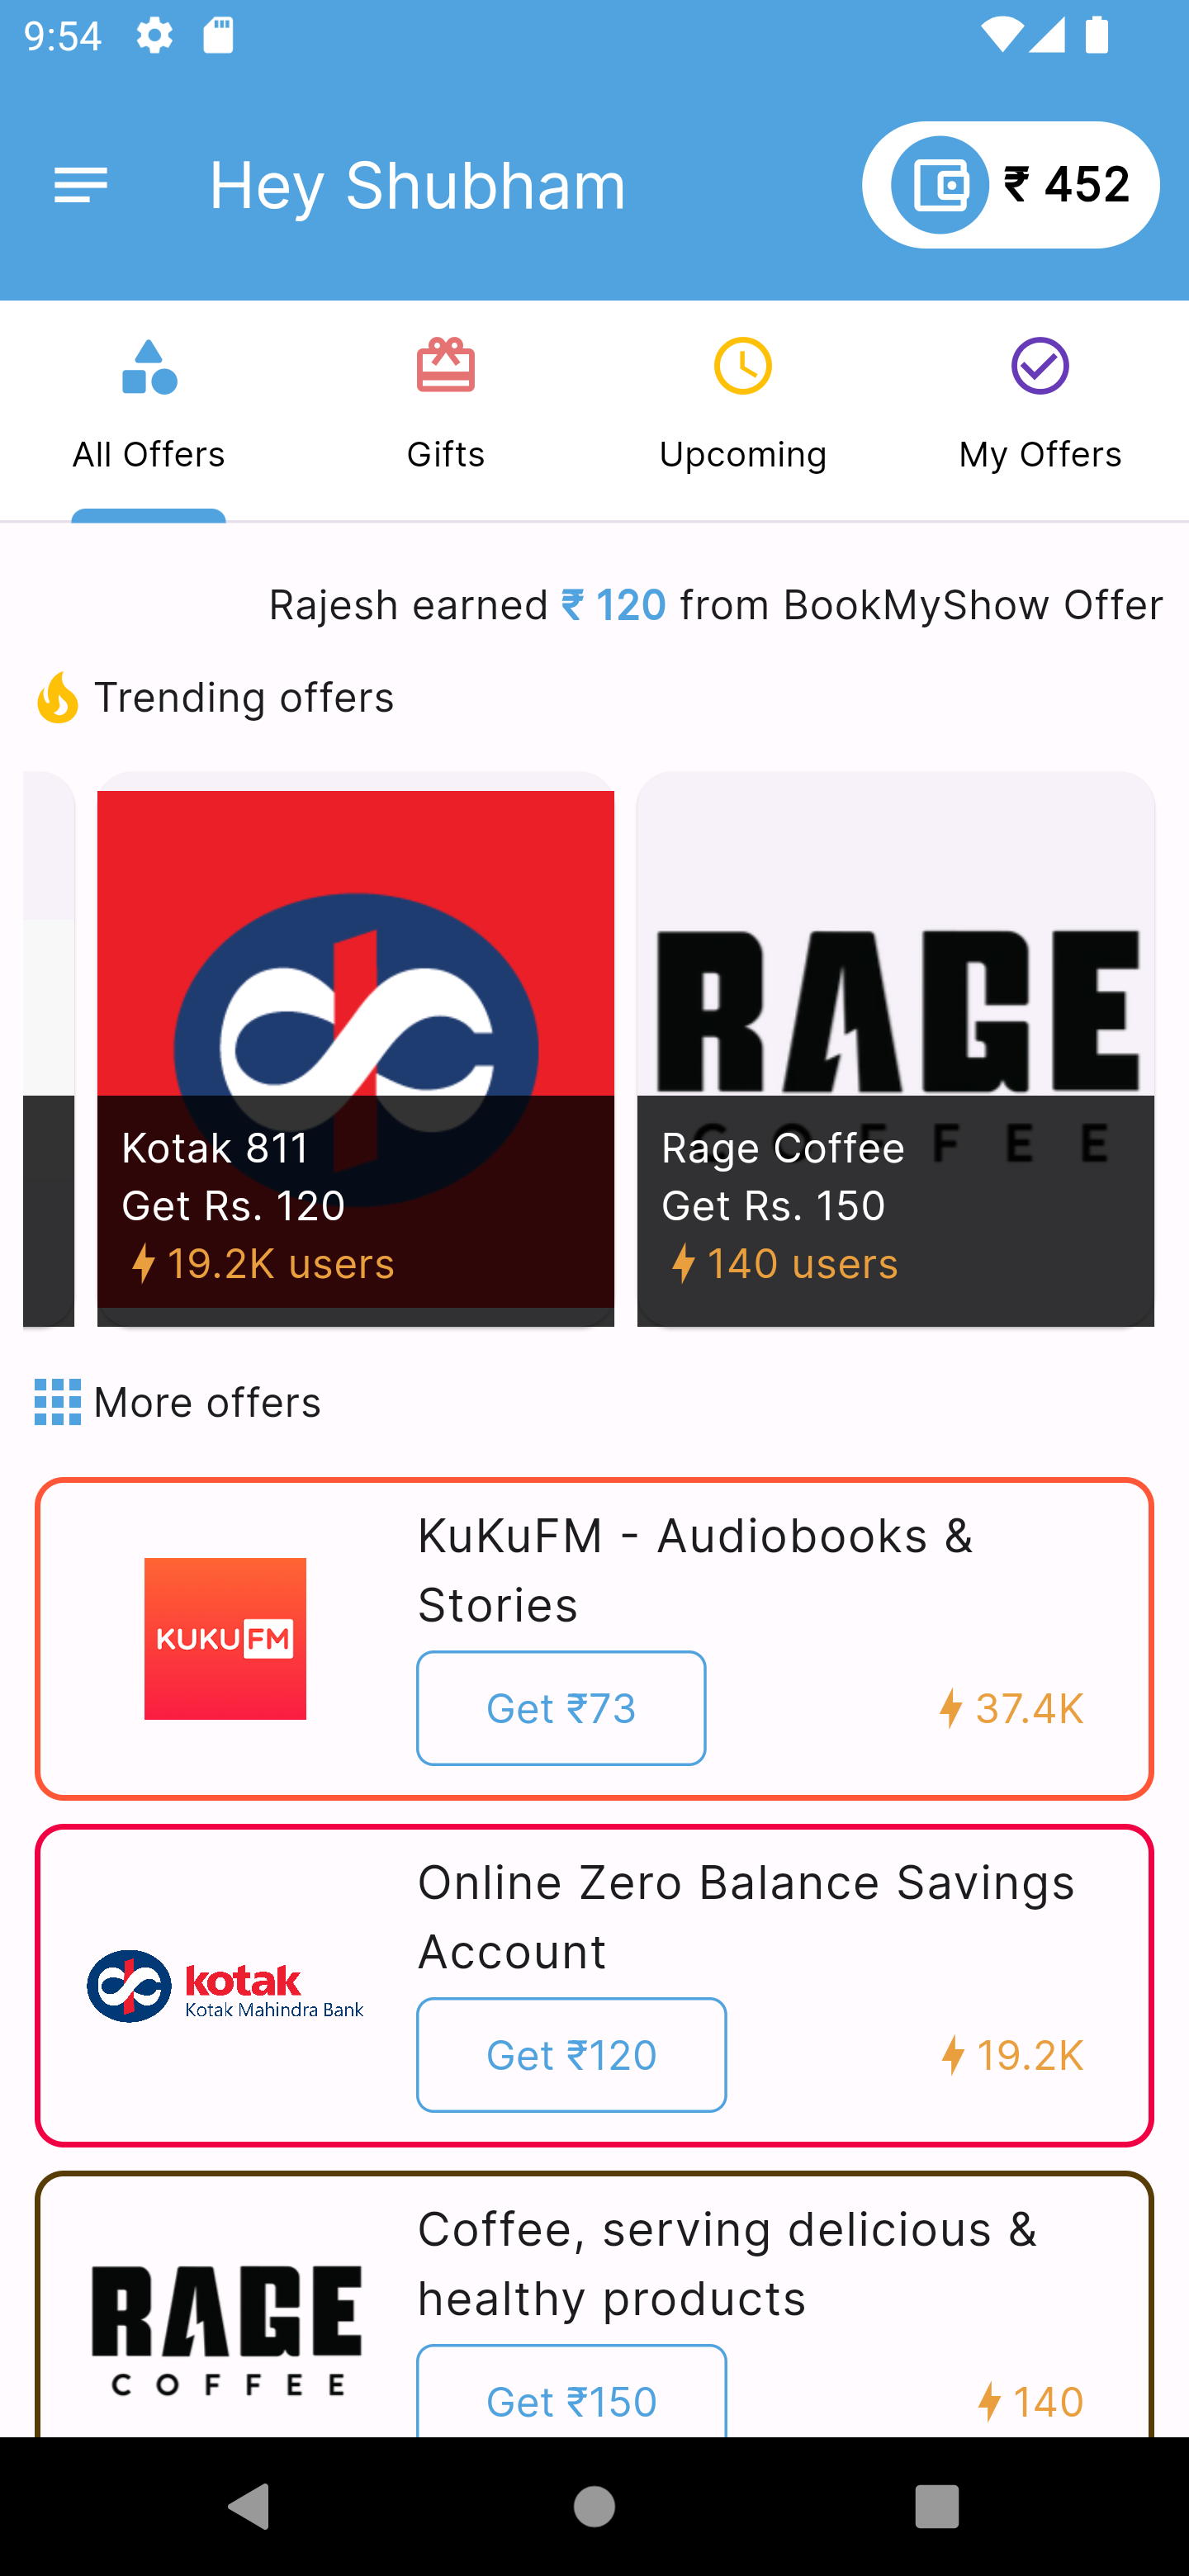 9:54
Hey Shubham
₹ 452
All Offers
Gifts
Upcoming
My Offers
Rajesh earned ₹ 120 from BookMyShow Offer
Trending offers
RAGE
COFFEE
Kotak 811
Get Rs. 120
19.2K users
Rage Coffee
Get Rs. 150
140 users
More offers
KUKU FM
KuKuFM - Audiobooks &
Stories
Get ₹73
37.4K
kotak
Kotak Mahindra Bank
Online Zero Balance Savings
Account
Get ₹120
19.2K
RAGE
COFFEE
Coffee, serving delicious &
healthy products
Get ₹150
140